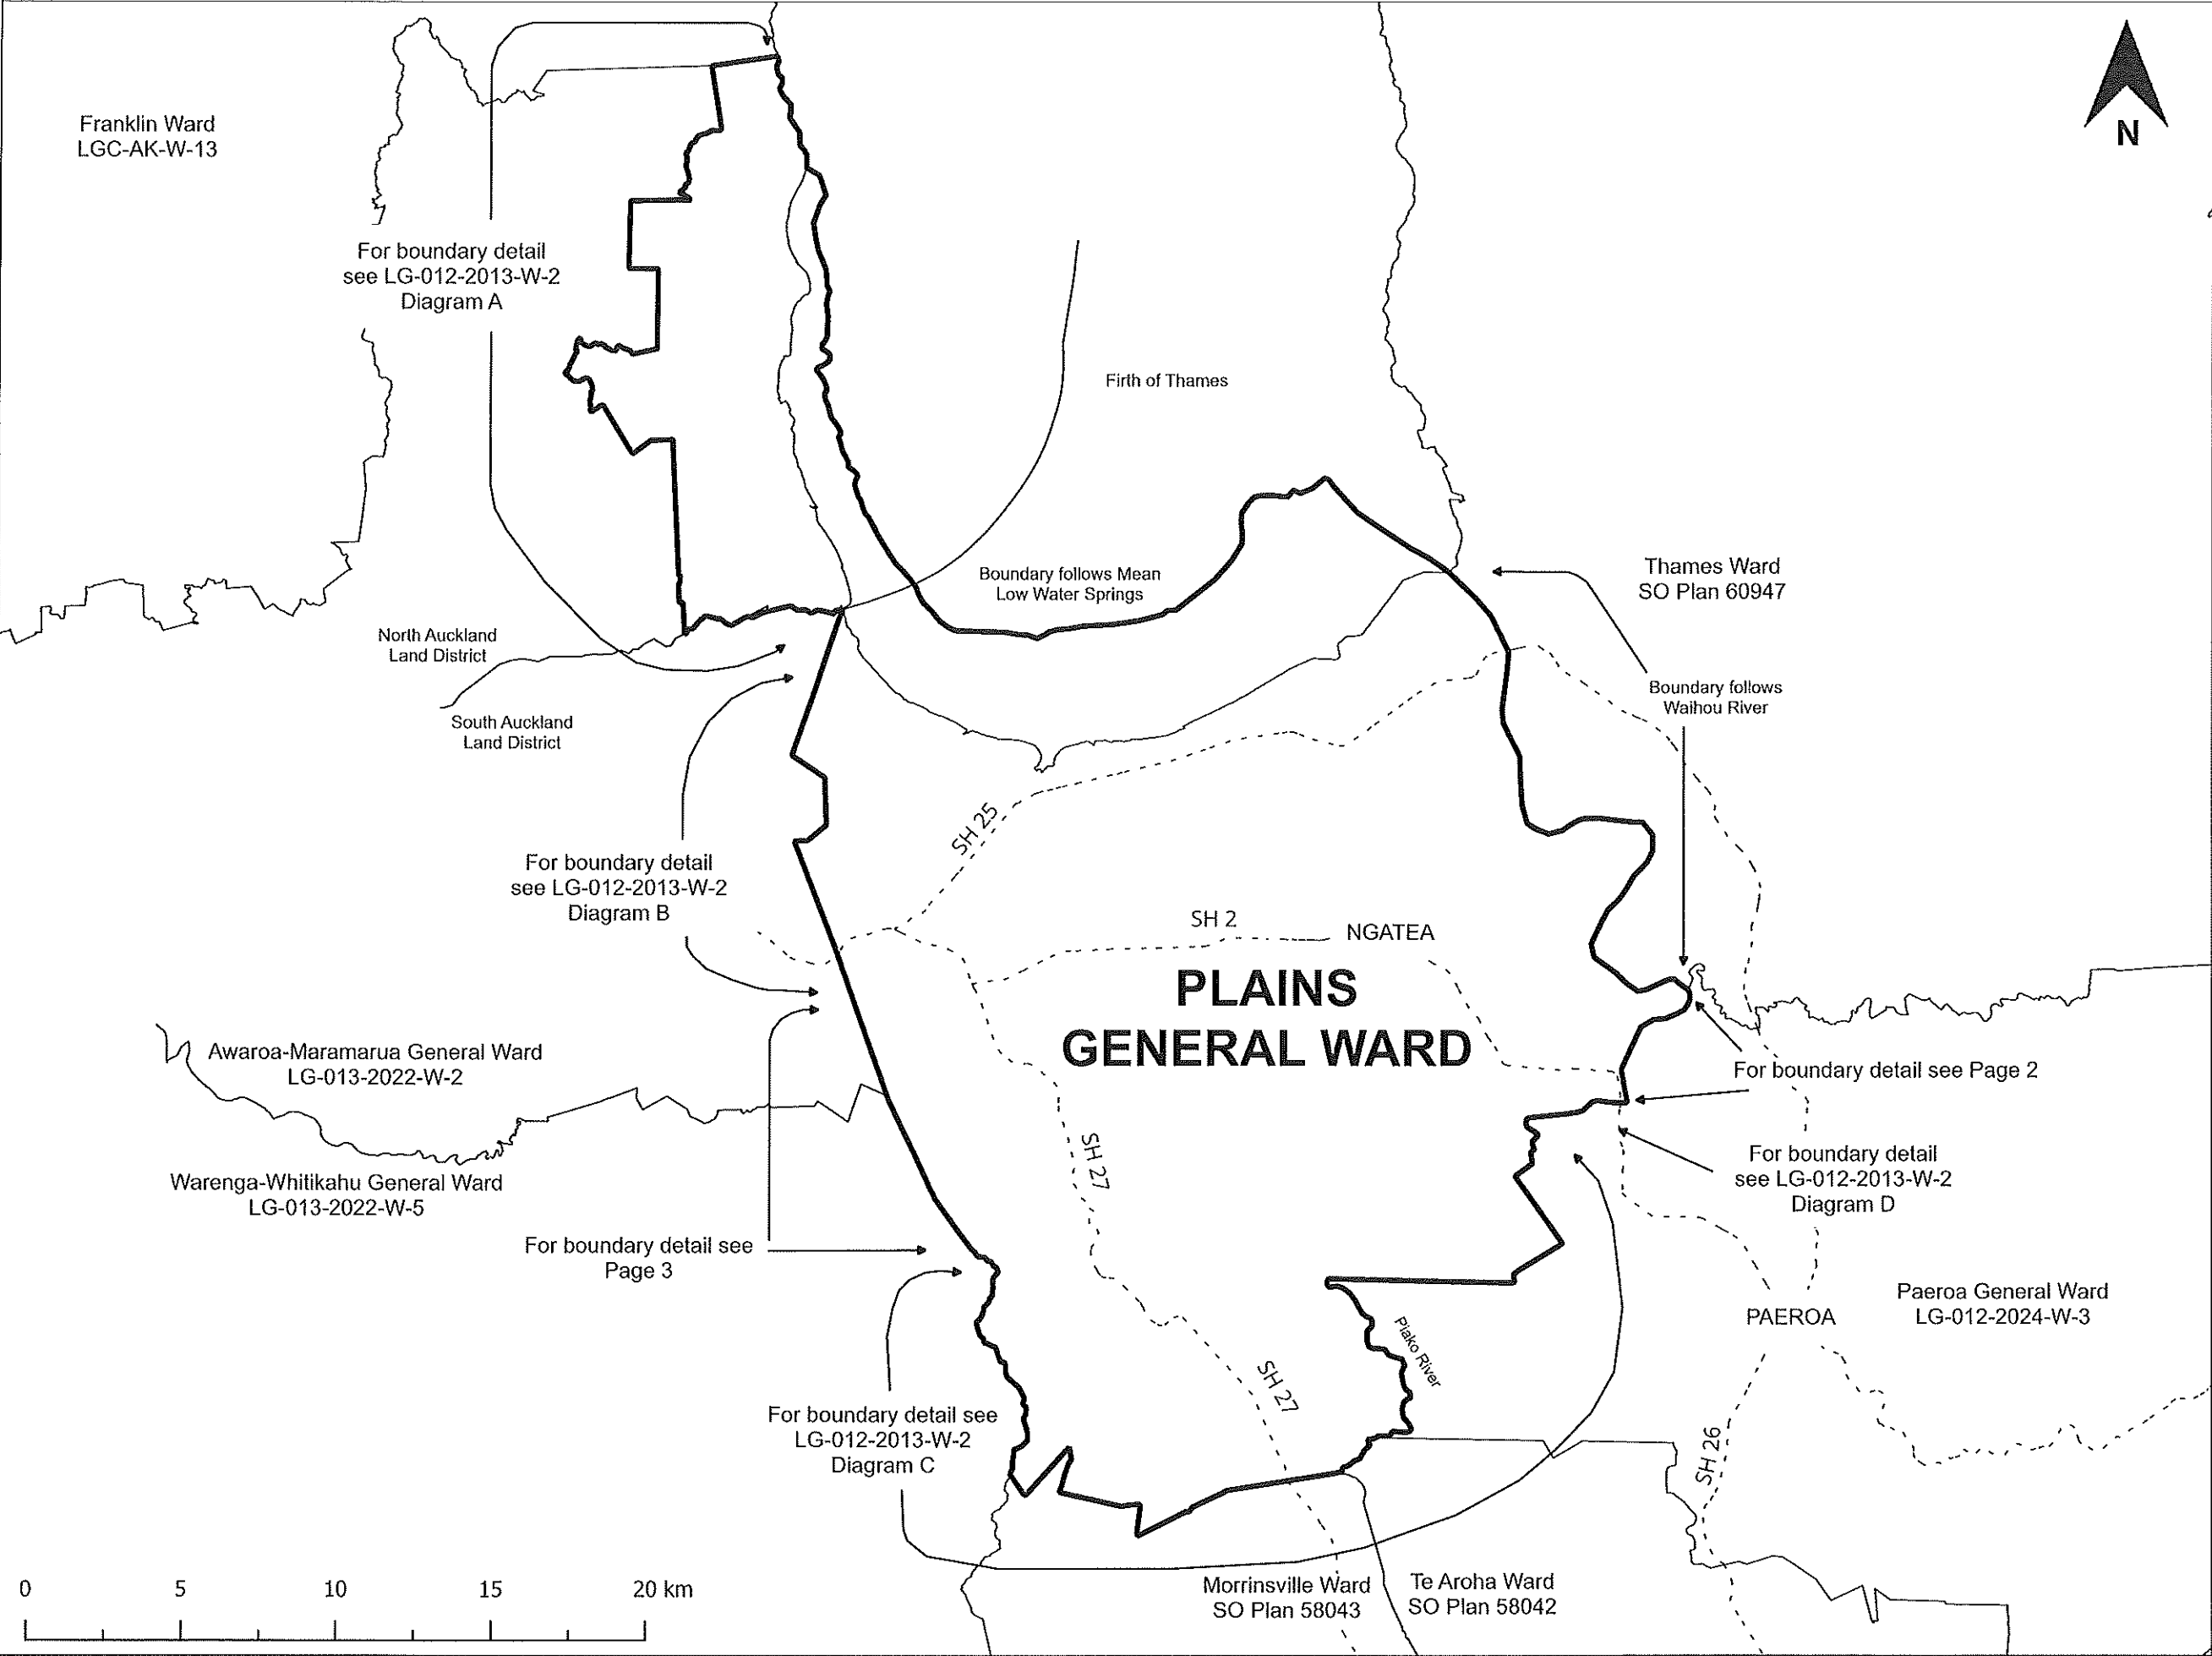 N
Franklin Ward
LGC-AK-W-13
For boundary detail
see LG-012-2013-W-2
Diagram A
Firth of Thames
Boundary follows Mean
Low Water Springs
Thames Ward
SO Plan 60947
North Auckland
Land District
South Auckland
Land District
Boundary follows
Waihou River
SH 25
For boundary detail
see LG-012-2013-W-2
Diagram B
SH 2
NGATEA
PLAINS
GENERAL WARD
Awaroa-Maramarua General Ward
LG-013-2022-W-2
For boundary detail see Page 2
SH 27
For boundary detail
see LG-012-2013-W-2
Diagram D
Warenga-Whitikahu General Ward
LG-013-2022-W-5
For boundary detail see
Page 3
Paeroa General Ward
LG-012-2024-W-3
PAEROA
Piako River
SH 27
For boundary detail see
LG-012-2013-W-2
Diagram C
SH 26
Morrinsville Ward
SO Plan 58043
Te Aroha Ward
SO Plan 58042
0 5 10 15 20 km